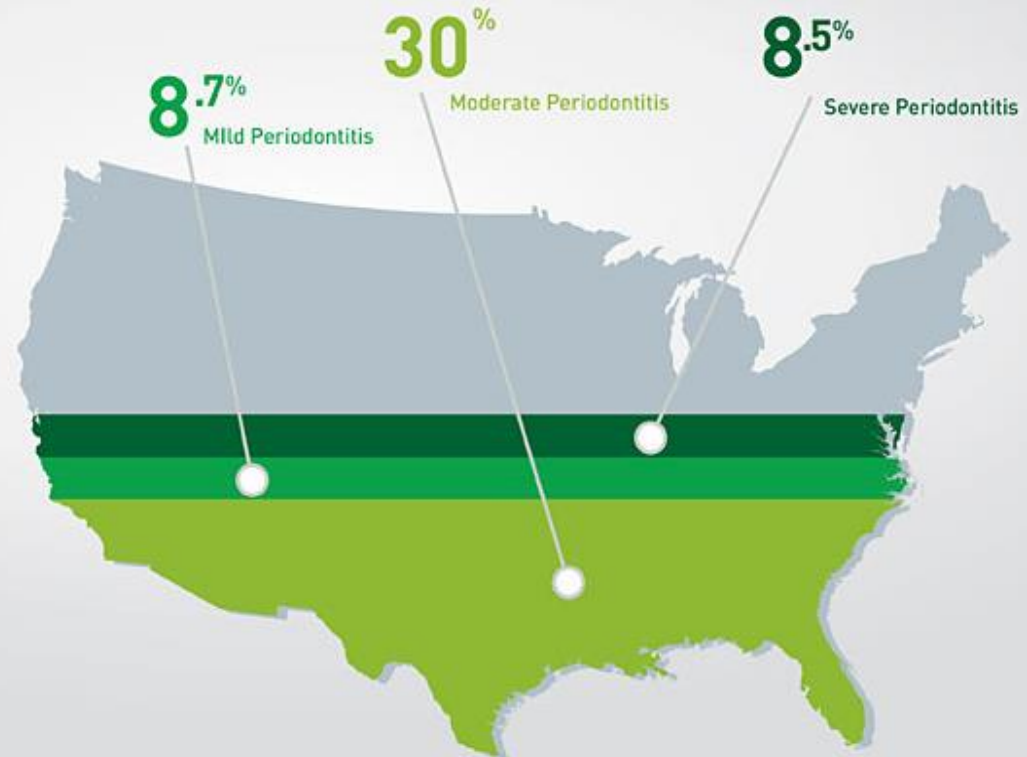 8.7%
MIld Periodontitis
30%
Moderate Periodontitis
8.5%
Severe Periodontitis